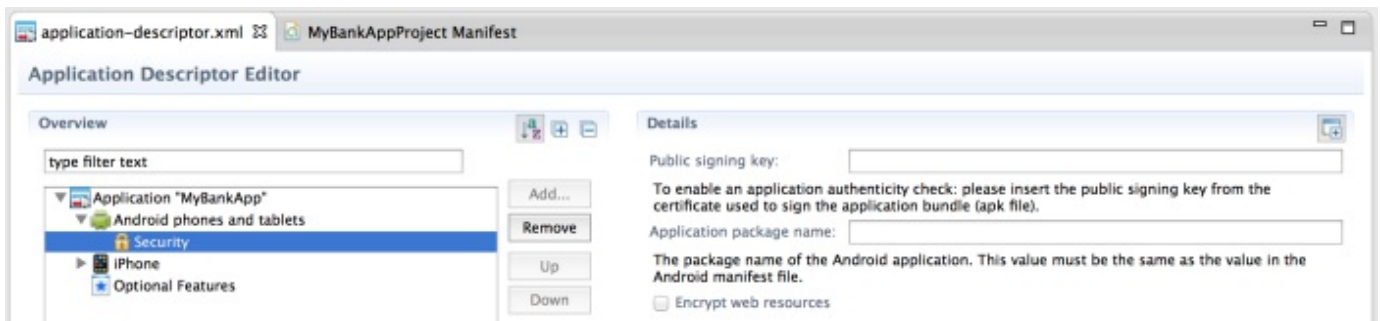 application-descriptor.xml MyBankAppProject Manifest
Application Descriptor Editor
Overview
type filter text
Application "MyBankApp"
Android phones and tablets
Security
iPhone
Optional Features
Add...
Remove
Up
Down
Details
Public signing key:
To enable an application authenticity check: please insert the public signing key from the
certificate used to sign the application bundle (apk file).
Application package name:
The package name of the Android application. This value must be the same as the value in the
Android manifest file.
Encrypt web resources